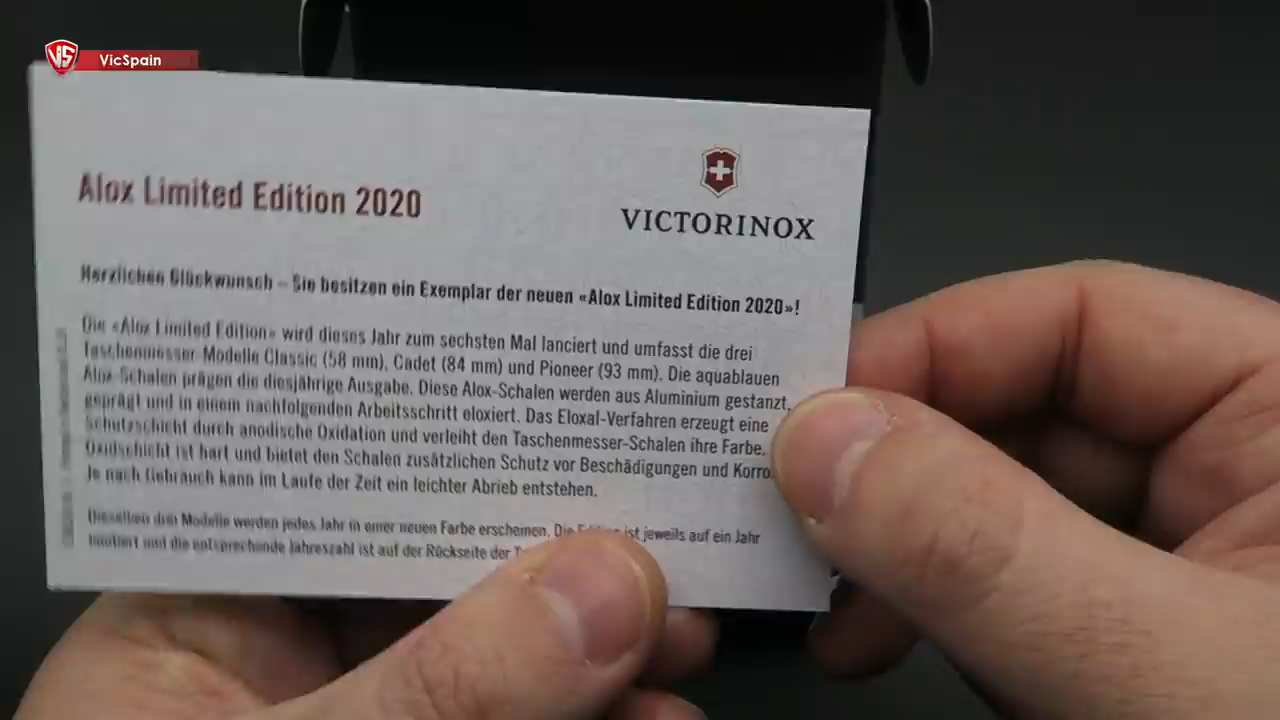 VS VicSpain
Alox Limited Edition 2020
VICTORINOX
Herzlichen Glückwunsch – Sie besitzen ein Exemplar der neuen «Alox Limited Edition 2020»!
Die «Alox Limited Edition» wird dieses Jahr zum sechsten Mal lanciert und umfasst die drei
Taschenmesser-Modelle Classic (58 mm), Cadet (84 mm) und Pioneer (93 mm). Die aquablauen
Alox-Schalen prägen die diesjährige Ausgabe. Diese Alox-Schalen werden aus Aluminium gestanzt,
geprägt und in einem nachfolgenden Arbeitsschritt eloxiert. Das Eloxal-Verfahren erzeugt eine
Schutzschicht durch anodische Oxidation und verleiht den Taschenmesser-Schalen ihre Farbe.
Oxidschicht ist hart und bietet den Schalen zusätzlichen Schutz vor Beschädigungen und Korro
Je nach Gebrauch kann im Laufe der Zeit ein leichter Abrieb entstehen.
Dieselben drei Modelle werden jedes Jahr in einer neuen Farbe erscheinen. Die ist jeweils auf ein Jahr
limitiert und die entsprechende Jahreszahl ist auf der Rückseite der